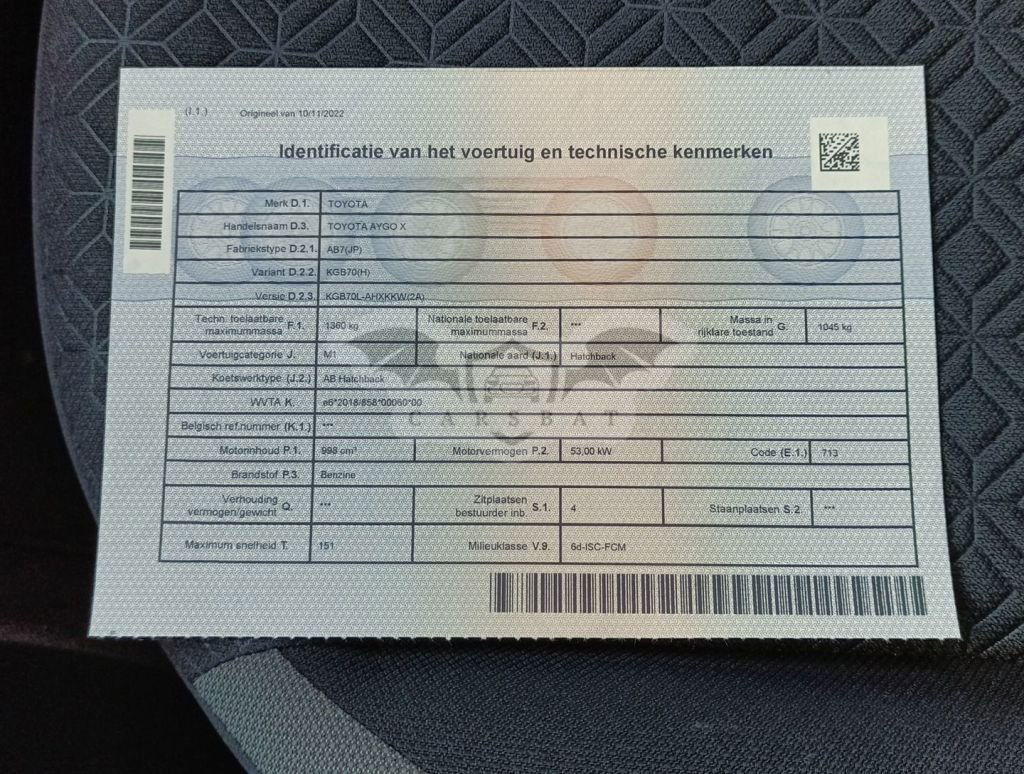 (I.1.) Origineel van 10/11/2022
Identificatie van het voertuig en technische kenmerken
Merk D.1. TOYOTA
Handelsnaam D.3. TOYOTA AYGO X
Fabriekstype D.2.1. AB7(JP)
Variant D.2.2. KGB70(H)
Versie D.2.3. KGB70L-AHXKKW(2A)
Techn. toelaatbare maximummassa F.1. 1360 kg Nationale toelaatbare maximummassa F.2. *** Massa in rijklare toestand G. 1045 kg
Voertuigcategorie J. M1 Nationale aard (J.1.) Hatchback
Koetswerktype (J.2.) AB Hatchback
WVTA K. e6*2018/858*00060*00
CARSBAT
Belgisch ref.nummer (K.1.) ***
Motorinhoud P.1. 998 cm³ Motorvermogen P.2. 53,00 kW Code (E.1.) 713
Brandstof P.3. Benzine
Verhouding vermogen/gewicht Q. *** Zitplaatsen bestuurder inb. S.1. 4 Staanplaatsen S.2. ***
Maximum snelheid T. 151 Milieuklasse V.9. 6d-ISC-FCM